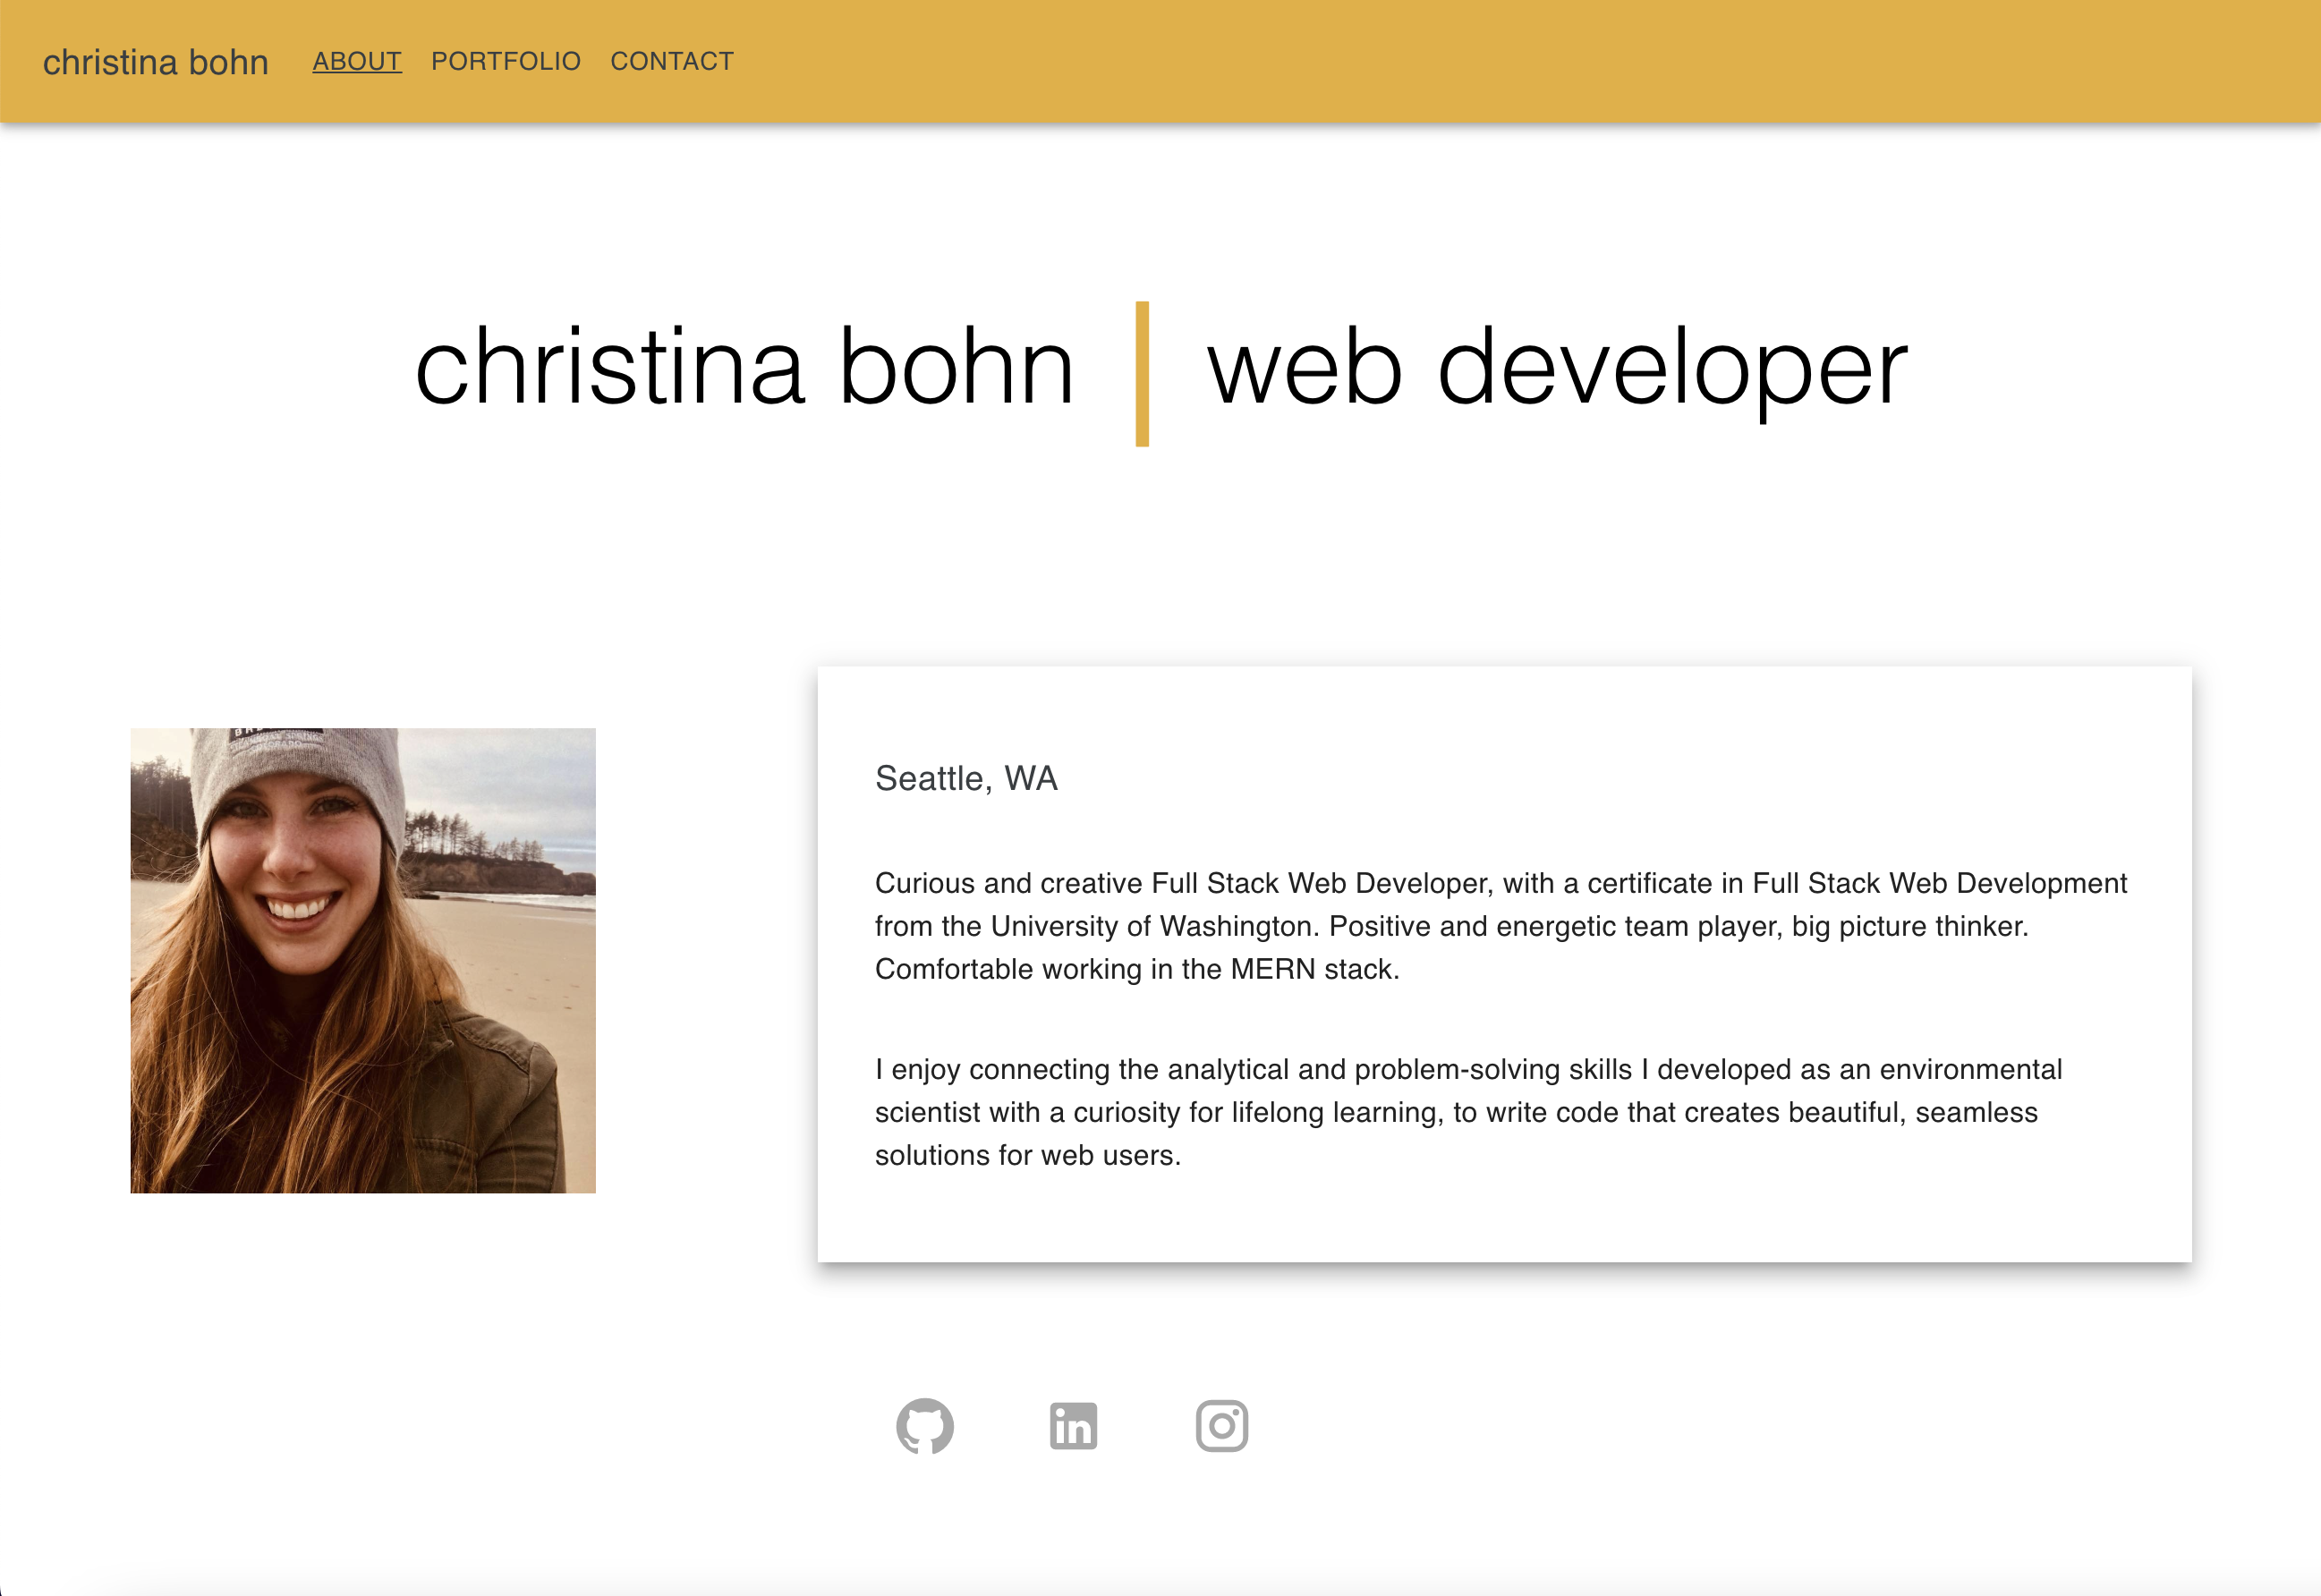 christina bohn ABOUT PORTFOLIO CONTACT
christina bohn | web developer
Seattle, WA
Curious and creative Full Stack Web Developer, with a certificate in Full Stack Web Development
from the University of Washington. Positive and energetic team player, big picture thinker.
Comfortable working in the MERN stack.
I enjoy connecting the analytical and problem-solving skills I developed as an environmental
scientist with a curiosity for lifelong learning, to write code that creates beautiful, seamless
solutions for web users.
in